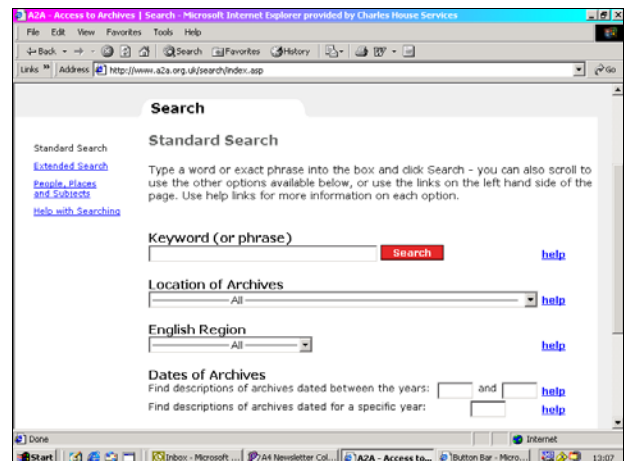 A2A - Access to Archives | Search - Microsoft Internet Explorer provided by Charles House Services
File Edit View Favorites Tools Help
Back Search Favorites History
Links » Address http://www.a2a.org.uk/search/index.asp Go
Search
Standard Search
Standard Search
Extended Search
People, Places
and Subjects
Help with Searching
Type a word or exact phrase into the box and click Search - you can also scroll to
use the other options available below, or use the links on the left hand side of the
page. Use help links for more information on each option.
Keyword (or phrase)
Search help
Location of Archives
All help
English Region
All help
Dates of Archives
Find descriptions of archives dated between the years: and help
Find descriptions of archives dated for a specific year: help
Done Internet
Start Inbox - Microsoft ... A4 Newsletter Col... A2A - Access to... Button Bar - Micro... 13:07